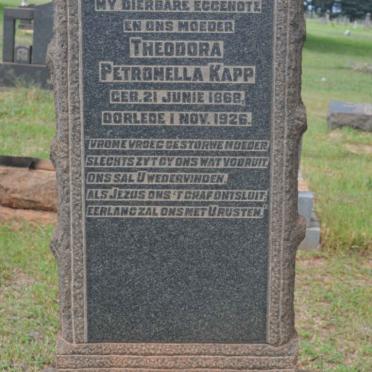 MY DIERBARE EGGENOTE
EN ONS MOEDER
THEODORA
PETRONELLA KAPP
GEB. 21 JUNIE 1868,
OORLEDE 1 NOV. 1926.
VROME VROEG GESTORWE MOEDER
SLECHTS ZYT GY ONS WAT VOORUIT,
ONS SAL U WEDERVINDEN,
ALS JEZUS ONS 'T GRAF ONTSLUIT,
EERLANG ZAL ONS MET U RUSTEN.